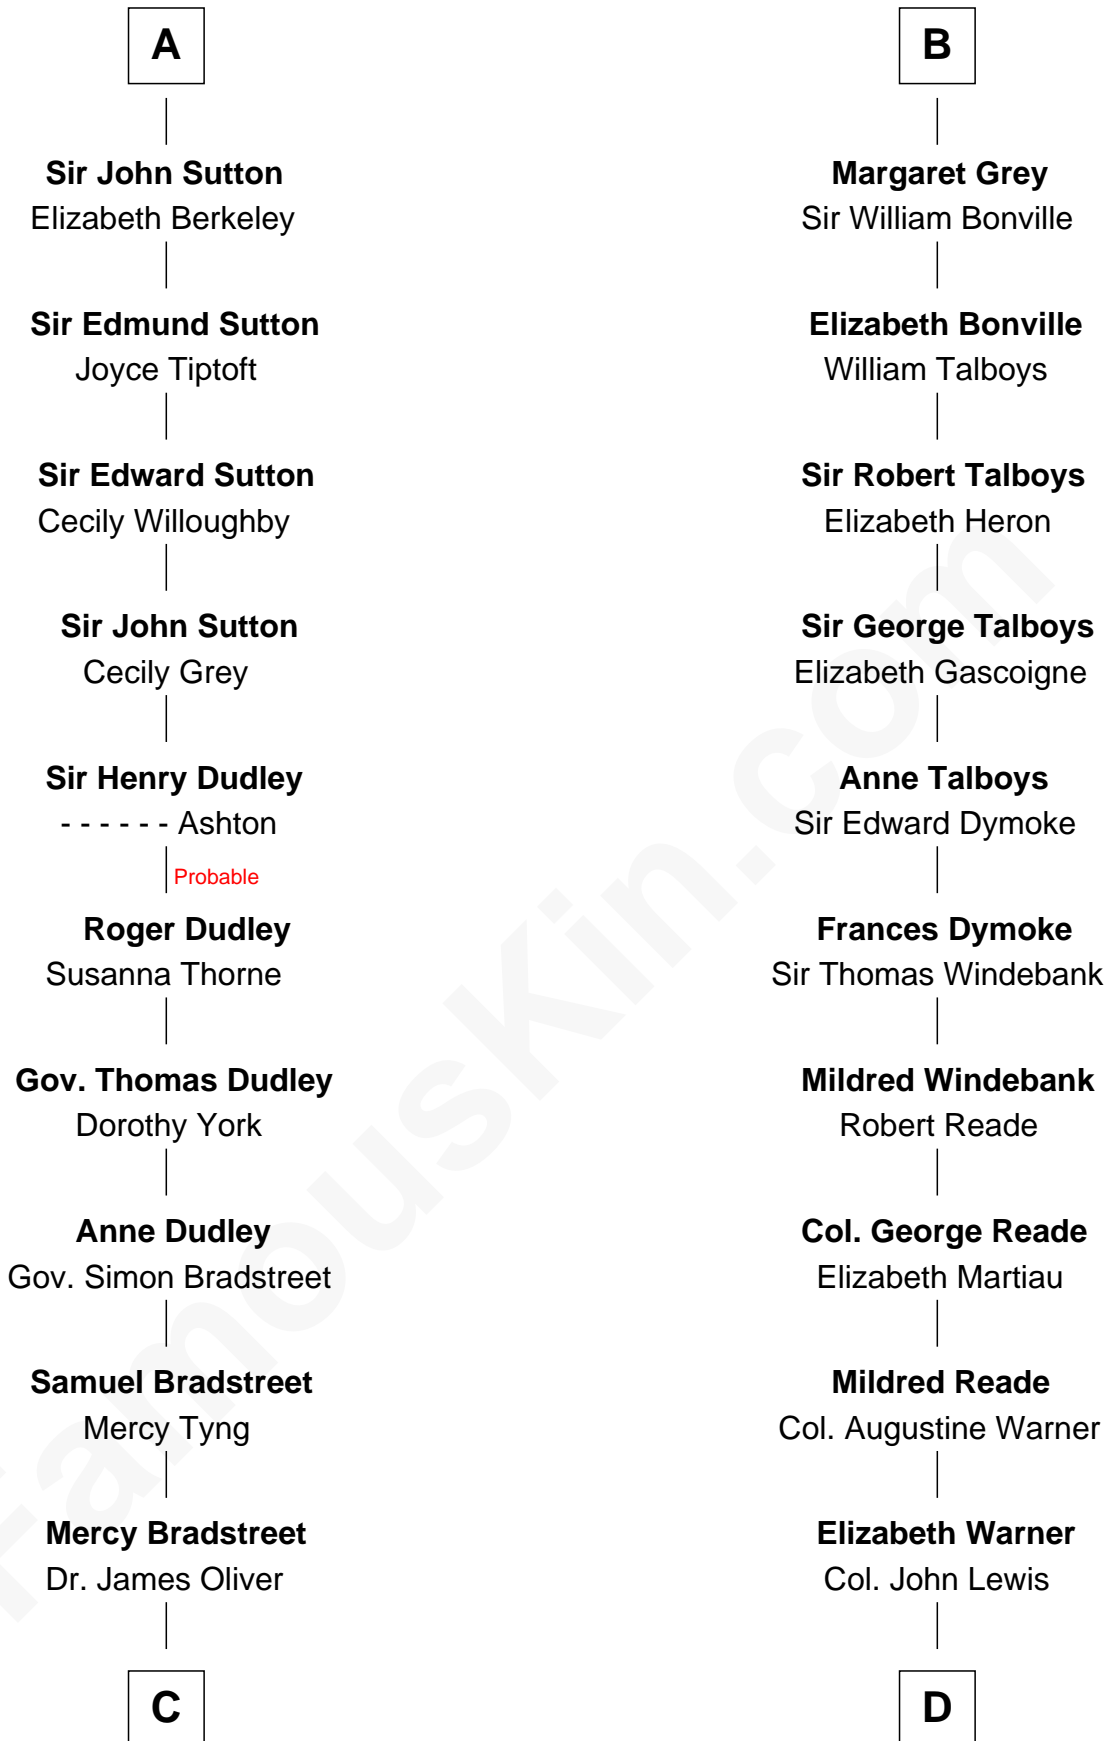 A
Sir John Sutton
Elizabeth Berkeley
Sir Edmund Sutton
Joyce Tiptoft
Sir Edward Sutton
Cecily Willoughby
Sir John Sutton
Cecily Grey
Sir Henry Dudley
- - - - - - Ashton
Probable
Roger Dudley
Susanna Thorne
Gov. Thomas Dudley
Dorothy York
Anne Dudley
Gov. Simon Bradstreet
Samuel Bradstreet
Mercy Tyng
Mercy Bradstreet
Dr. James Oliver
C
B
Margaret Grey
Sir William Bonville
Elizabeth Bonville
William Talboys
Sir Robert Talboys
Elizabeth Heron
Sir George Talboys
Elizabeth Gascoigne
Anne Talboys
Sir Edward Dymoke
Frances Dymoke
Sir Thomas Windebank
Mildred Windebank
Robert Reade
Col. George Reade
Elizabeth Martiau
Mildred Reade
Col. Augustine Warner
Elizabeth Warner
Col. John Lewis
D
FamousKin.com